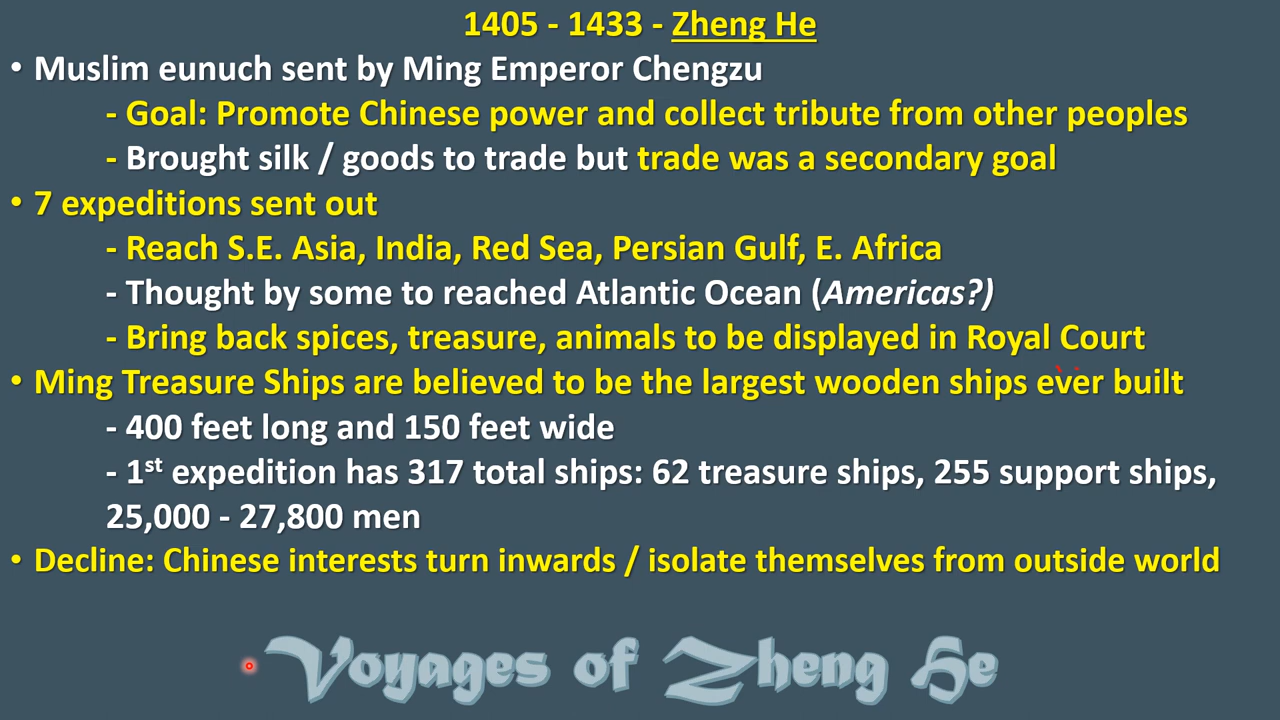 1405 - 1433 - Zheng He
• Muslim eunuch sent by Ming Emperor Chengzu
- Goal: Promote Chinese power and collect tribute from other peoples
- Brought silk / goods to trade but trade was a secondary goal
• 7 expeditions sent out
- Reach S.E. Asia, India, Red Sea, Persian Gulf, E. Africa
- Thought by some to reached Atlantic Ocean (Americas?)
- Bring back spices, treasure, animals to be displayed in Royal Court
• Ming Treasure Ships are believed to be the largest wooden ships ever built
- 400 feet long and 150 feet wide
- 1st expedition has 317 total ships: 62 treasure ships, 255 support ships,
25,000 - 27,800 men
• Decline: Chinese interests turn inwards / isolate themselves from outside world
Voyages of Zheng He